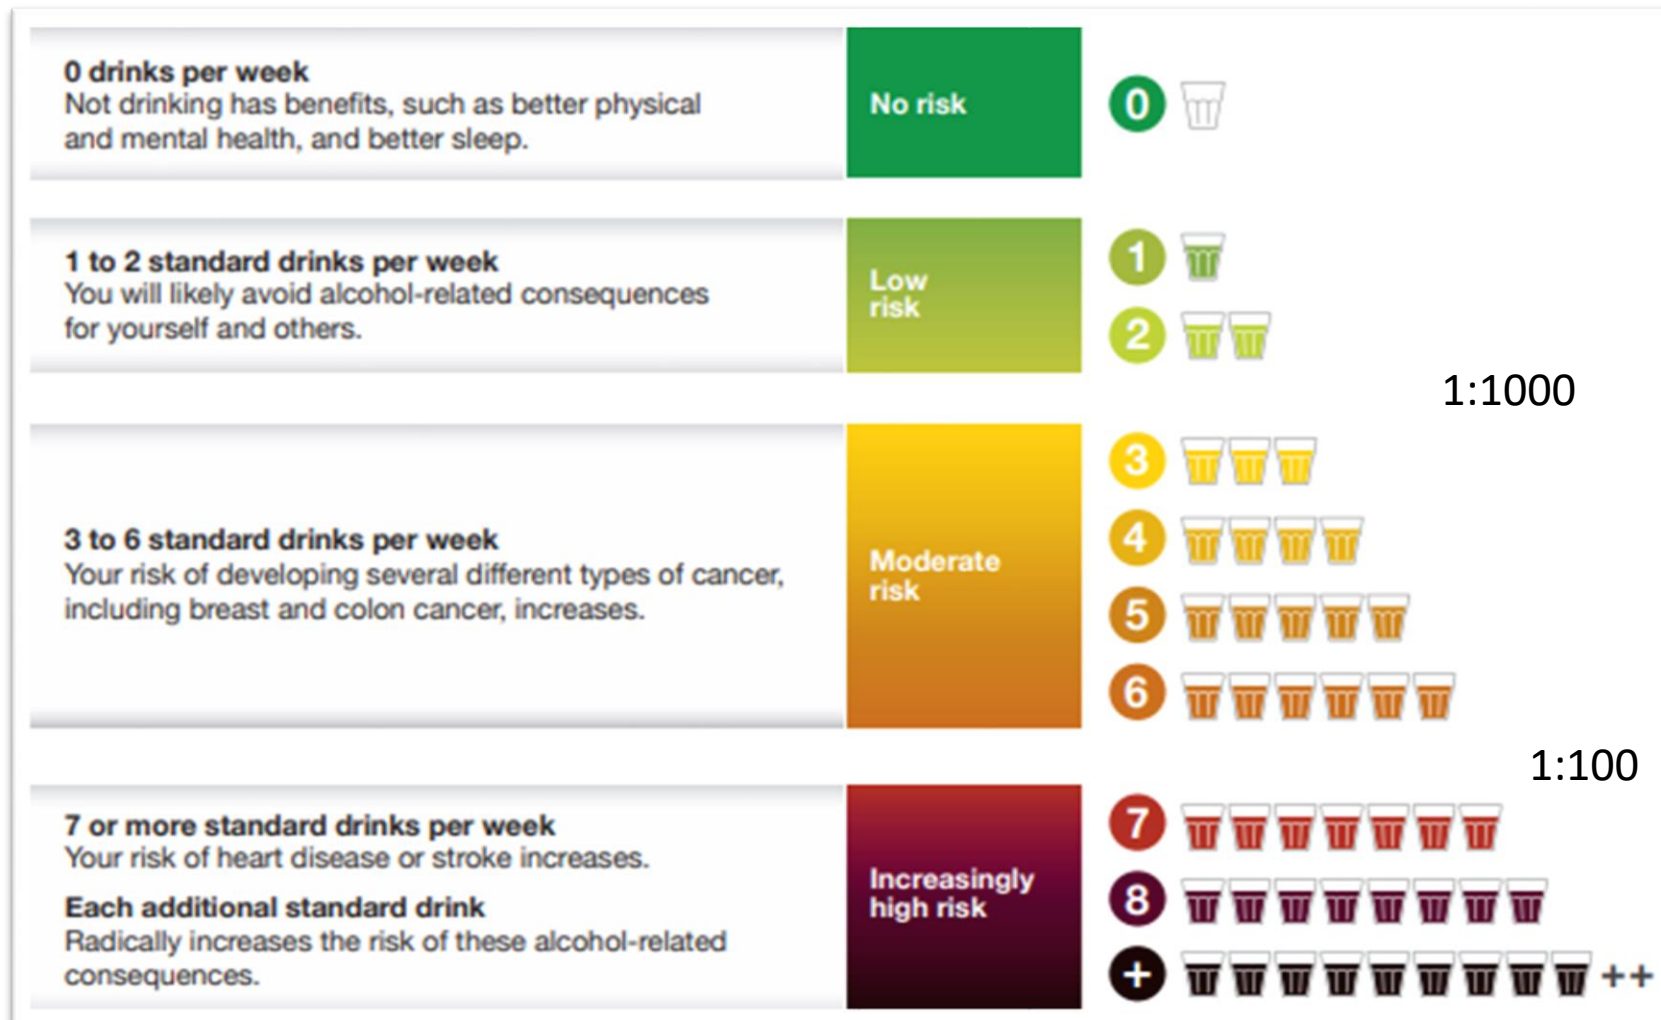 0 drinks per week
Not drinking has benefits, such as better physical
and mental health, and better sleep.
No risk
0
1 to 2 standard drinks per week
You will likely avoid alcohol-related consequences
for yourself and others.
Low
risk
1
2
1:1000
3 to 6 standard drinks per week
Your risk of developing several different types of cancer,
including breast and colon cancer, increases.
Moderate
risk
3
4
5
6
1:100
7 or more standard drinks per week
Your risk of heart disease or stroke increases.
Each additional standard drink
Radically increases the risk of these alcohol-related
consequences.
Increasingly
high risk
7
8
+
++